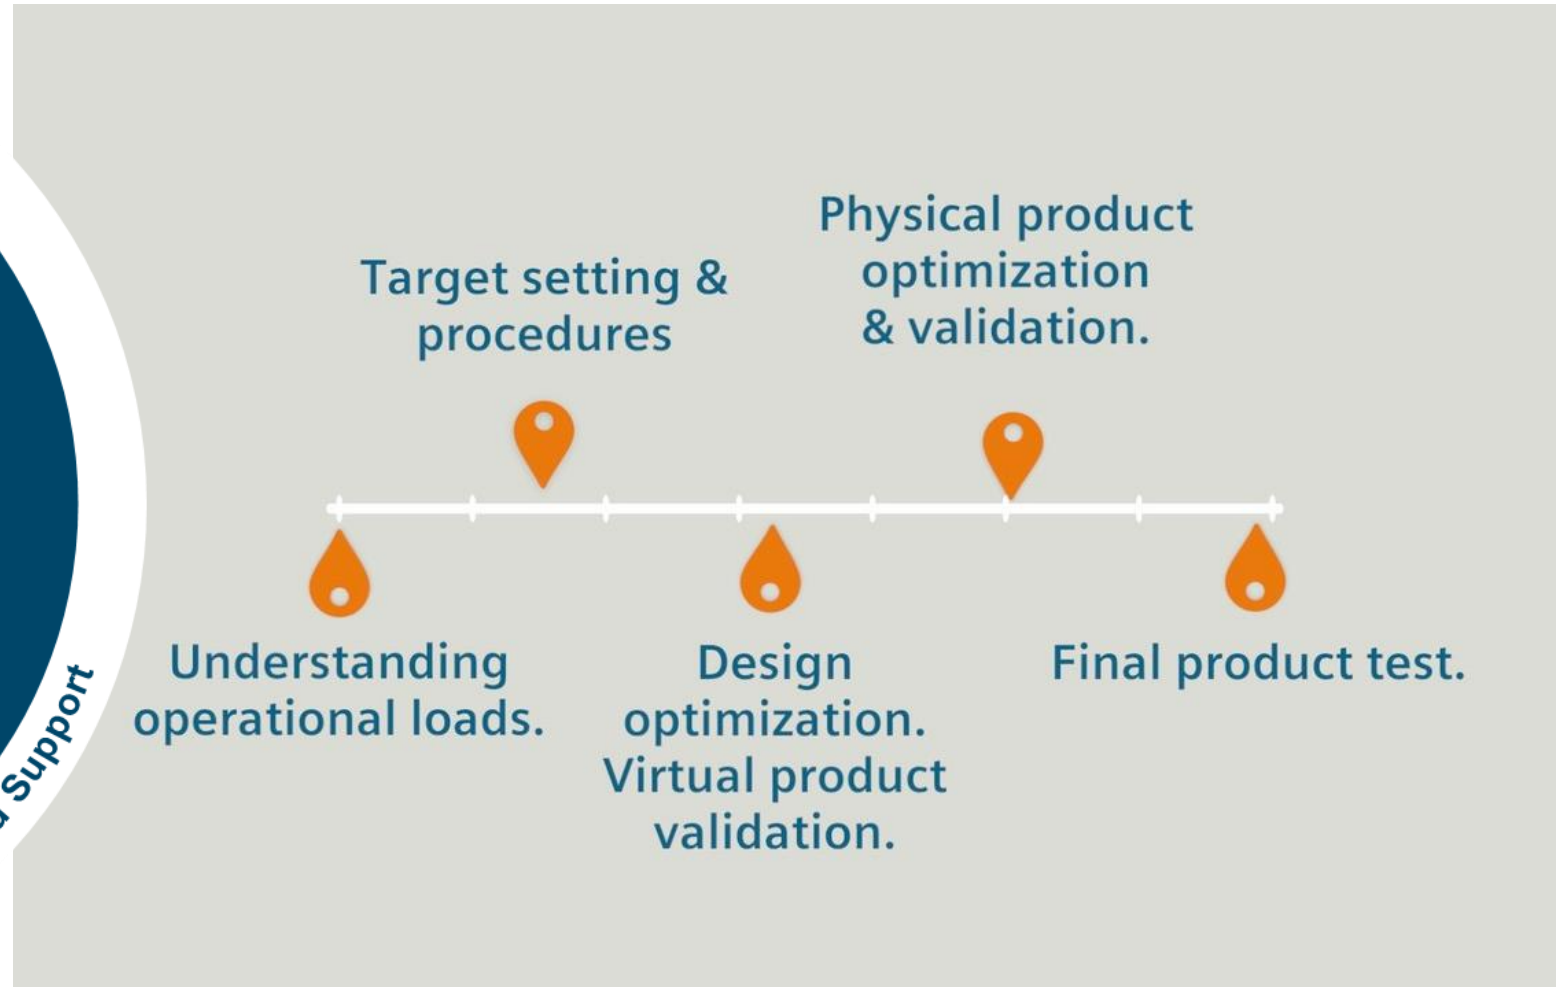 Physical product
optimization
& validation.
Target setting &
procedures
Understanding
operational loads.
Design
optimization.
Virtual product
validation.
Final product test.
Support